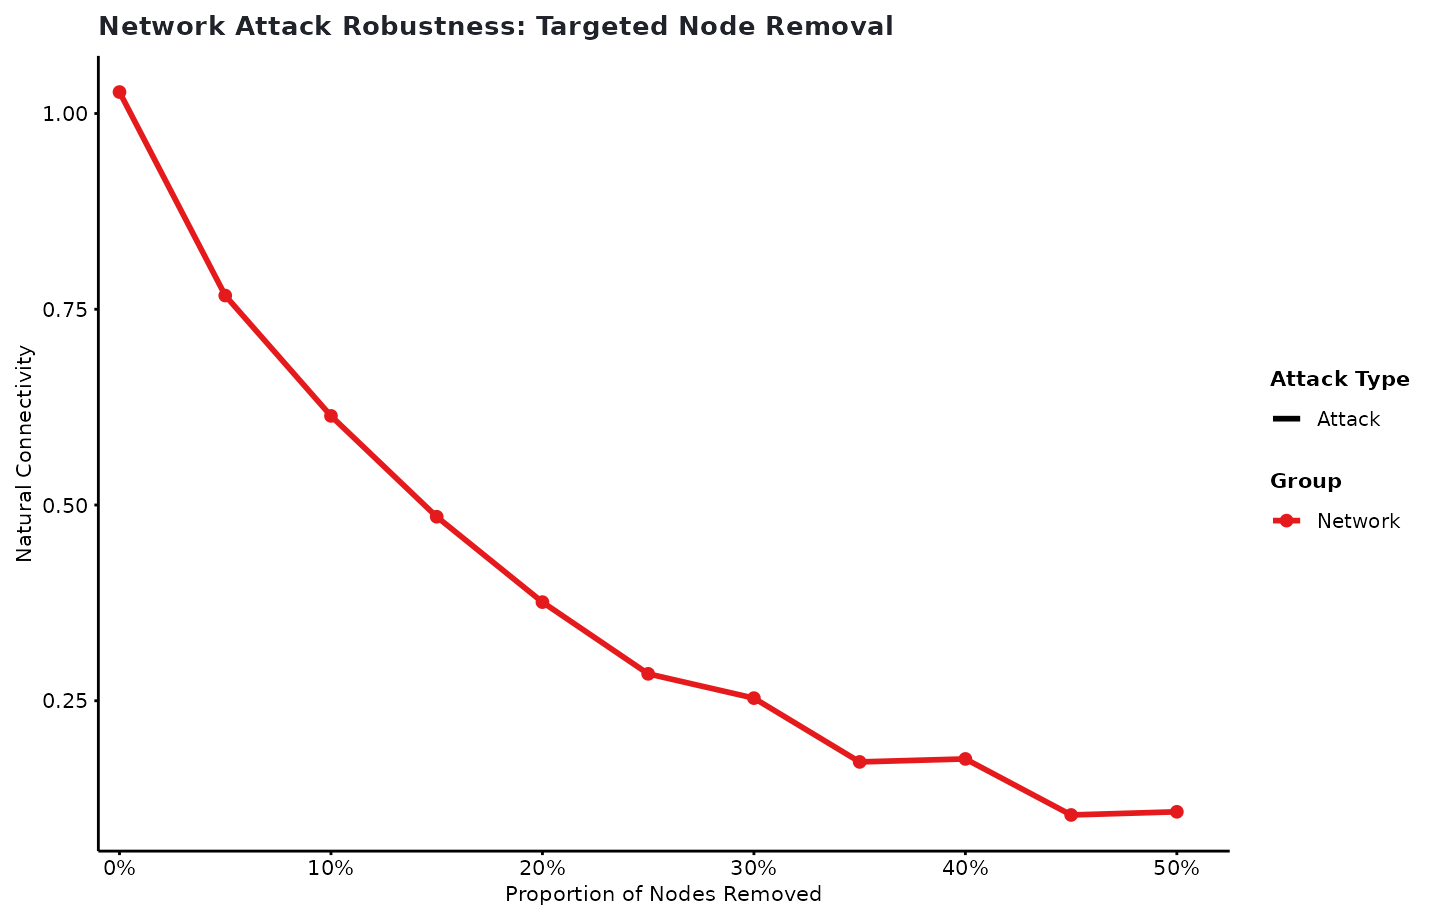 Network Attack Robustness: Targeted Node Removal
Natural Connectivity
1.00
0.75
0.50
0.25
0% 10% 20% 30% 40% 50%
Proportion of Nodes Removed
Attack Type
Attack
Group
Network